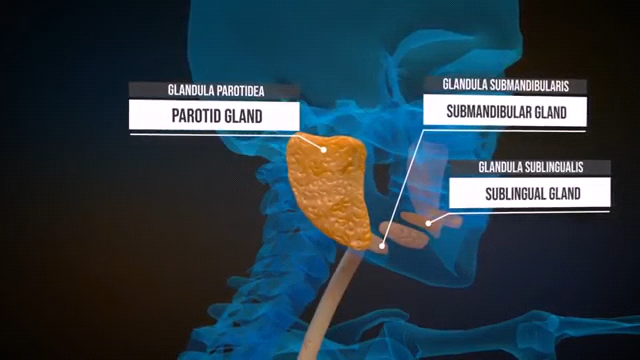 GLANDULA PAROTIDEA
PAROTID GLAND
GLANDULA SUBMANDIBULARIS
SUBMANDIBULAR GLAND
GLANDULA SUBLINGUALIS
SUBLINGUAL GLAND